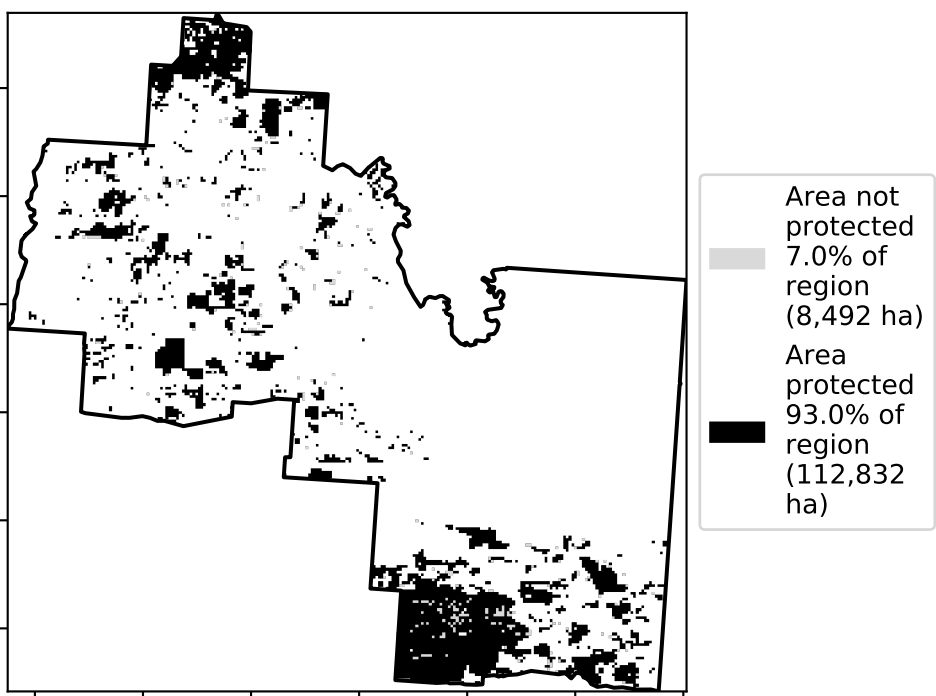 Area not
protected
7.0% of
region
(8,492 ha)
Area
protected
93.0% of
region
(112,832
ha)